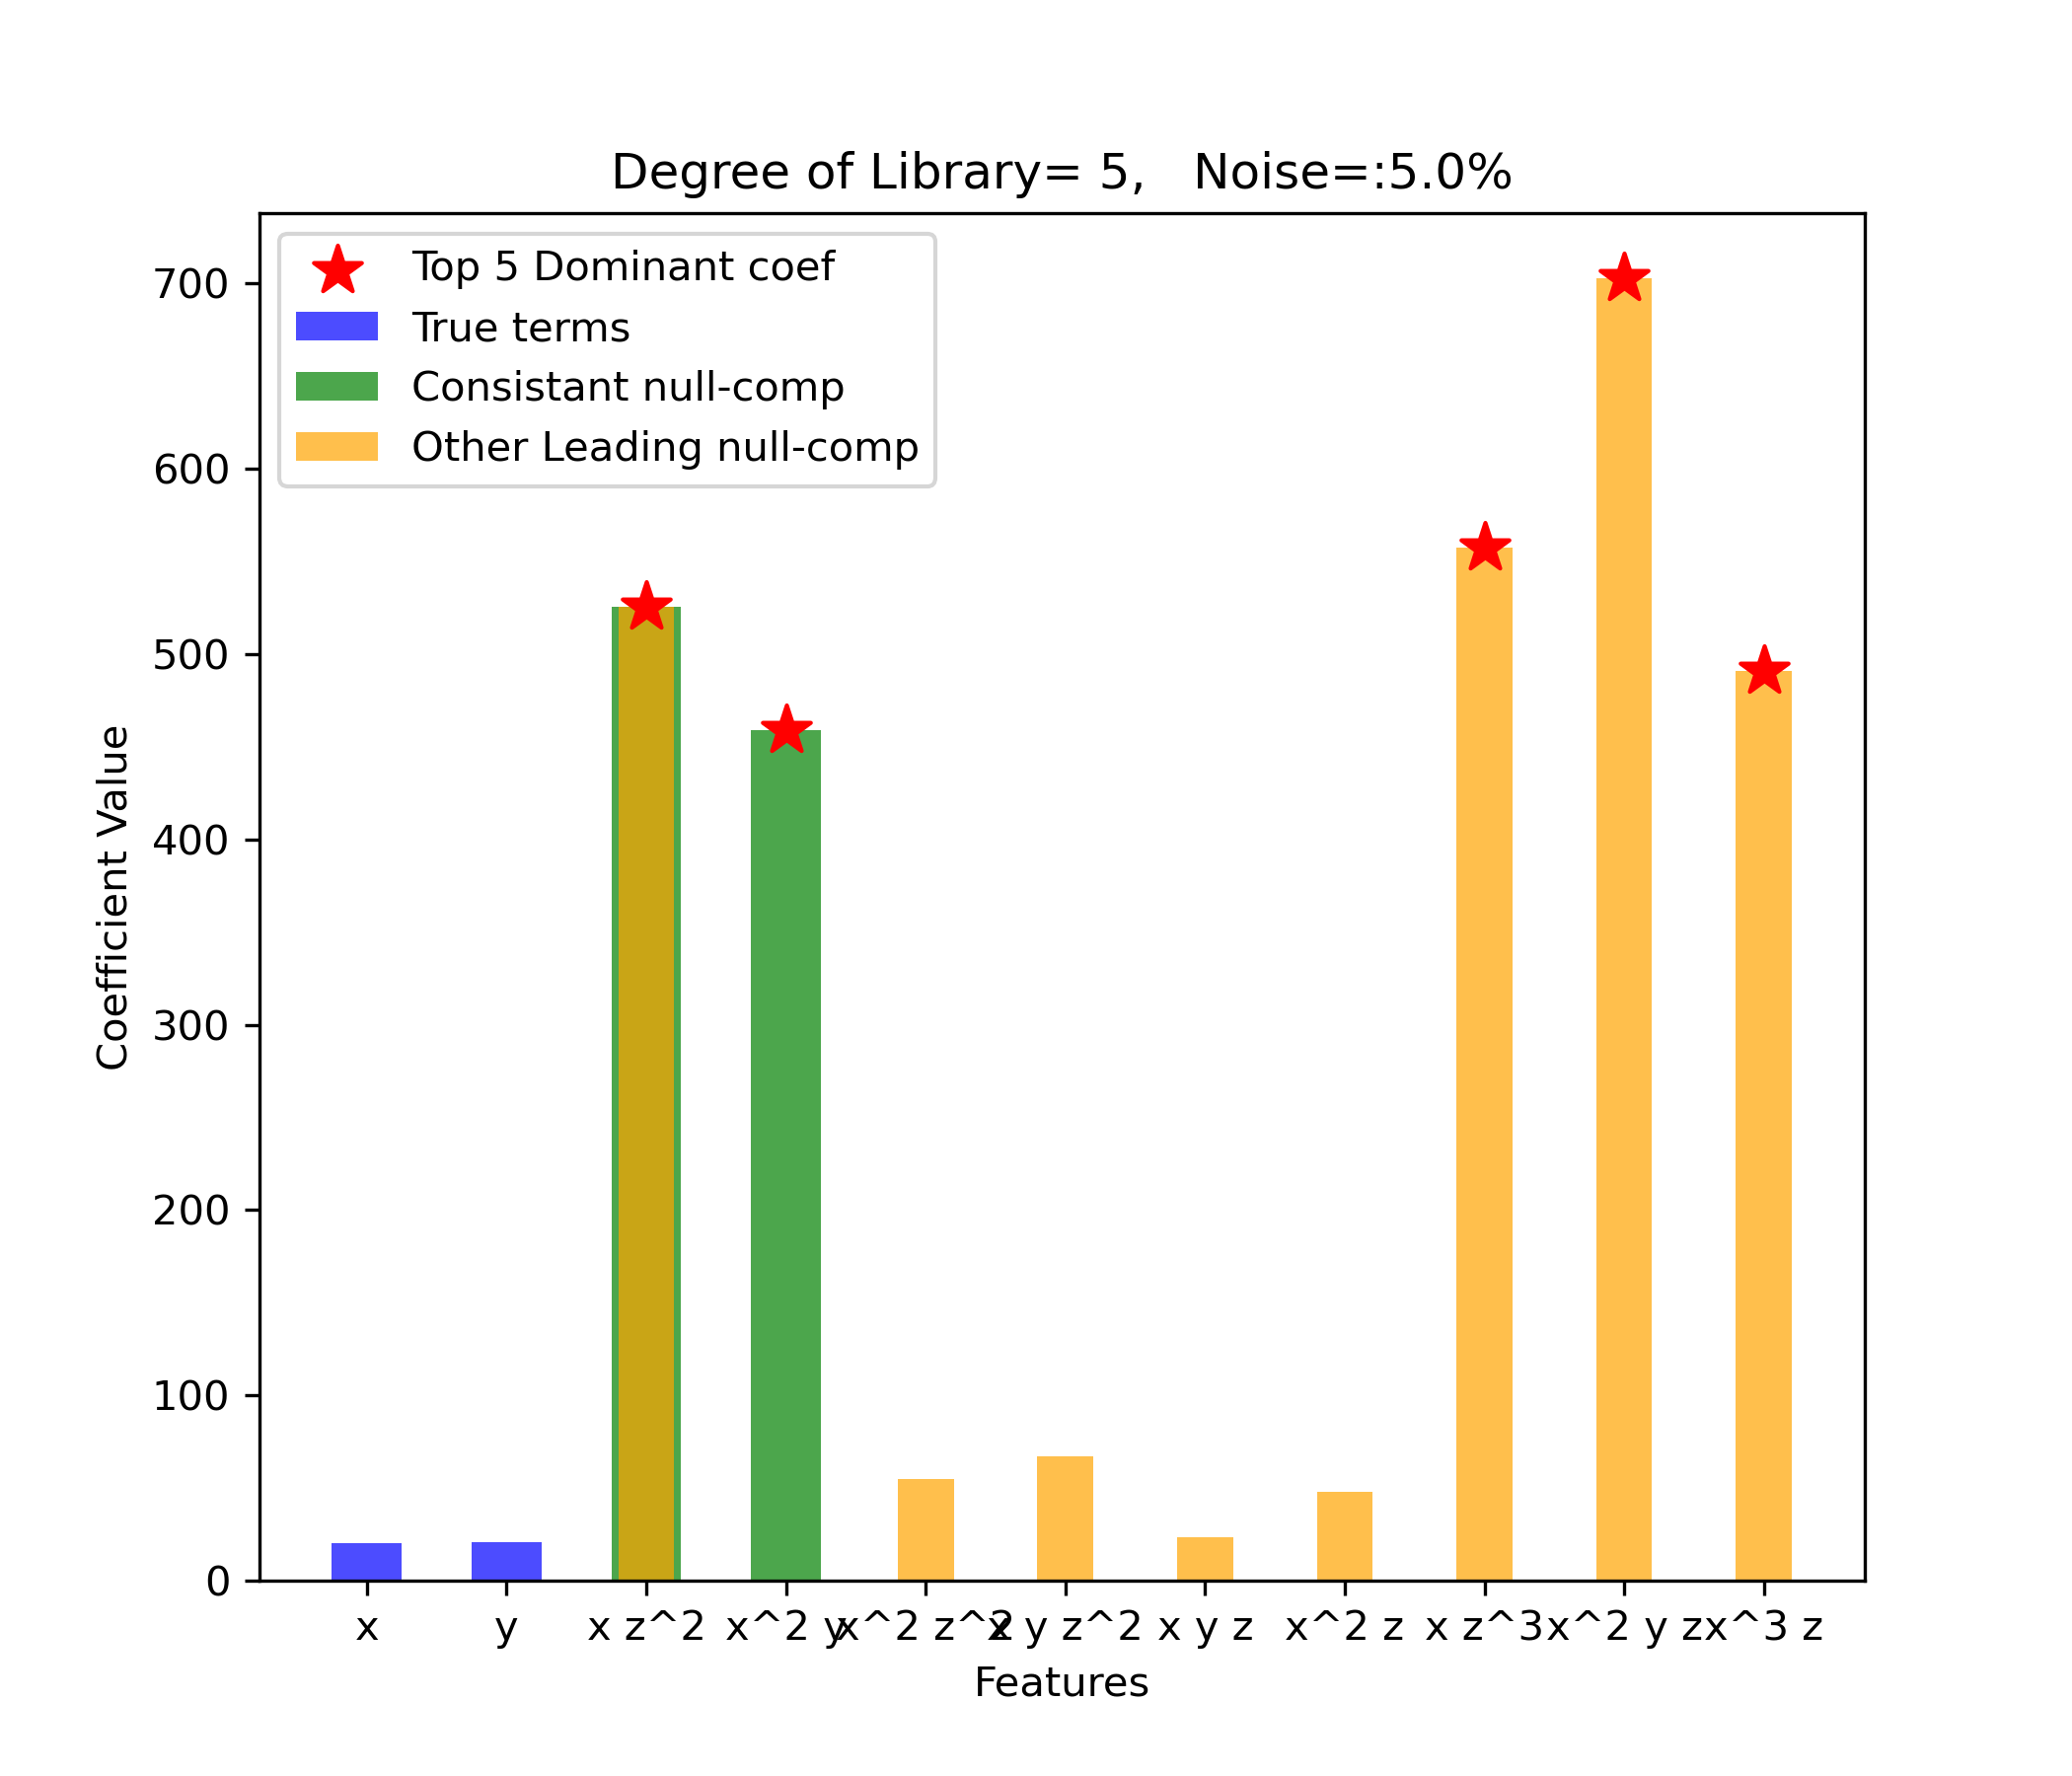 Degree of Library= 5,   Noise=:5.0%
Top 5 Dominant coef
True terms
Consistant null-comp
Other Leading null-comp
700
600
500
400
300
200
100
0
Coefficient Value
x y x z^2 x^2 y x^2 z^2 x y z^2 x y z x^2 z x z^3 x^2 y z x^3 z
Features